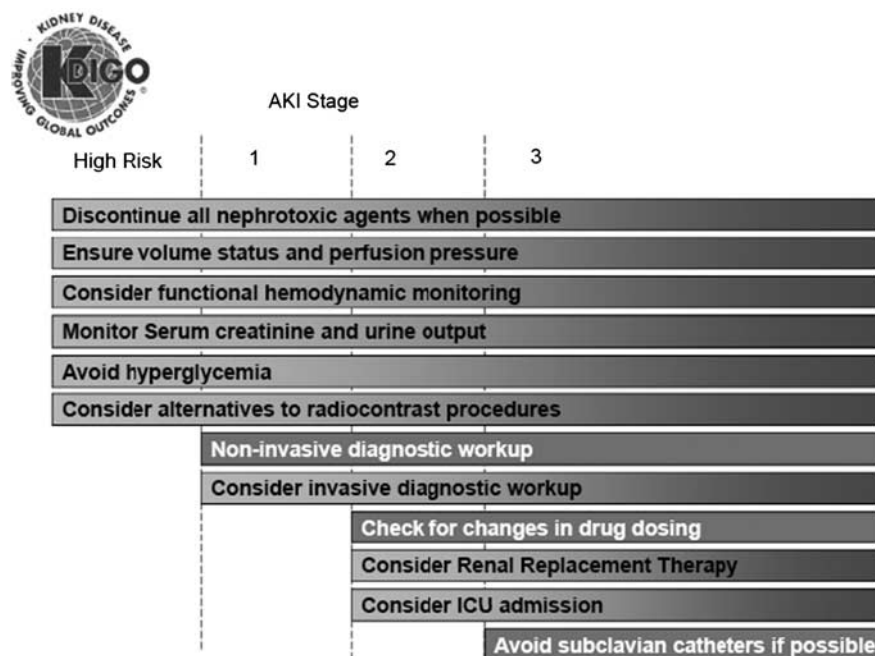 KIDNEY DISEASE
KDIGO
®
IMPROVING GLOBAL OUTCOMES
AKI Stage
High Risk 1 2 3
Discontinue all nephrotoxic agents when possible
Ensure volume status and perfusion pressure
Consider functional hemodynamic monitoring
Monitor Serum creatinine and urine output
Avoid hyperglycemia
Consider alternatives to radiocontrast procedures
Non-invasive diagnostic workup
Consider invasive diagnostic workup
Check for changes in drug dosing
Consider Renal Replacement Therapy
Consider ICU admission
Avoid subclavian catheters if possible